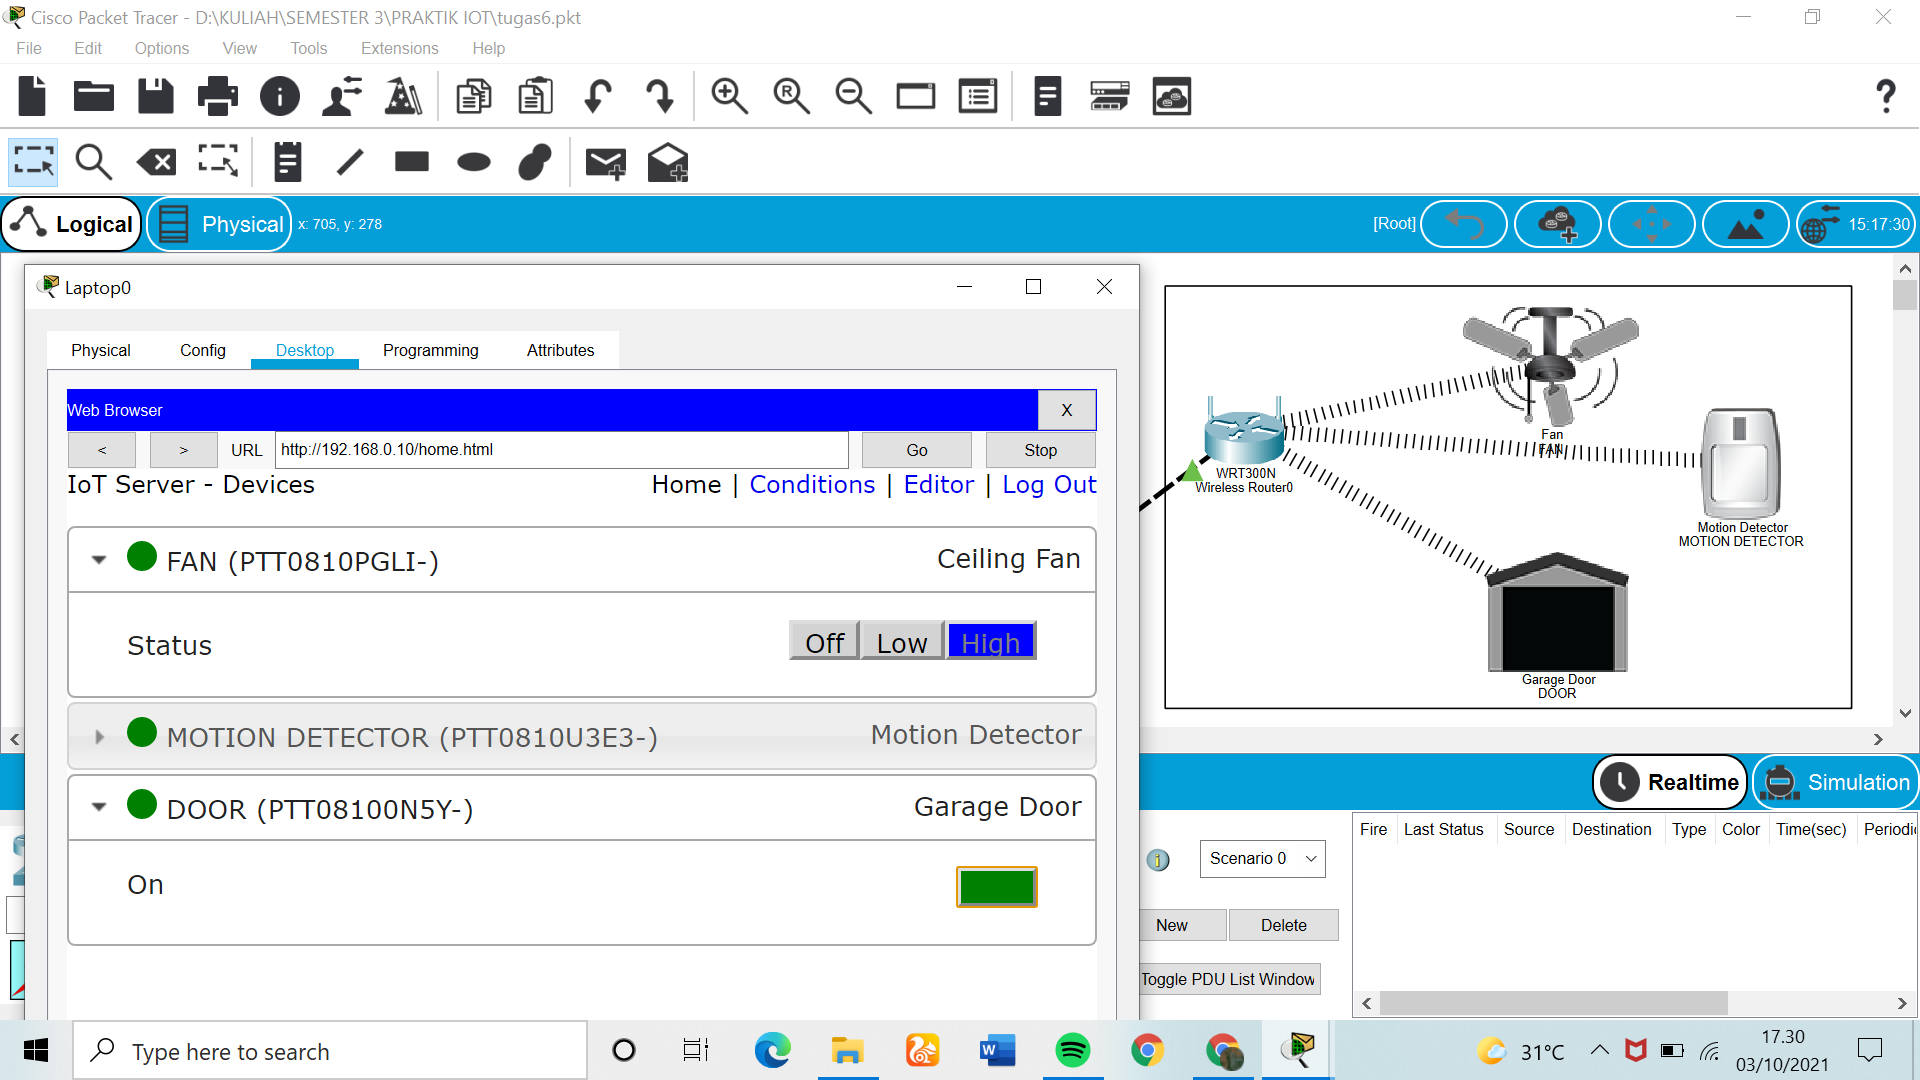 Cisco Packet Tracer - D:\KULIAH\SEMESTER 3\PRAKTIK IOT\tugas6.pkt
File Edit Options View Tools Extensions Help
Logical Physical x: 705, y: 278 [Root] 15:17:30
Laptop0
Physical Config Desktop Programming Attributes
Web Browser X
< > URL http://192.168.0.10/home.html Go Stop
IoT Server - Devices Home | Conditions | Editor | Log Out
FAN (PTT0810PGLI-) Ceiling Fan
Status Off Low High
MOTION DETECTOR (PTT0810U3E3-) Motion Detector
DOOR (PTT08100N5Y-) Garage Door
On
Fan
FAN
WRT300N
Wireless Router0
Motion Detector
MOTION DETECTOR
Garage Door
DOOR
Realtime Simulation
Scenario 0
New Delete
Toggle PDU List Window
Fire Last Status Source Destination Type Color Time(sec) Periodic
Type here to search
31°C
17.30
03/10/2021